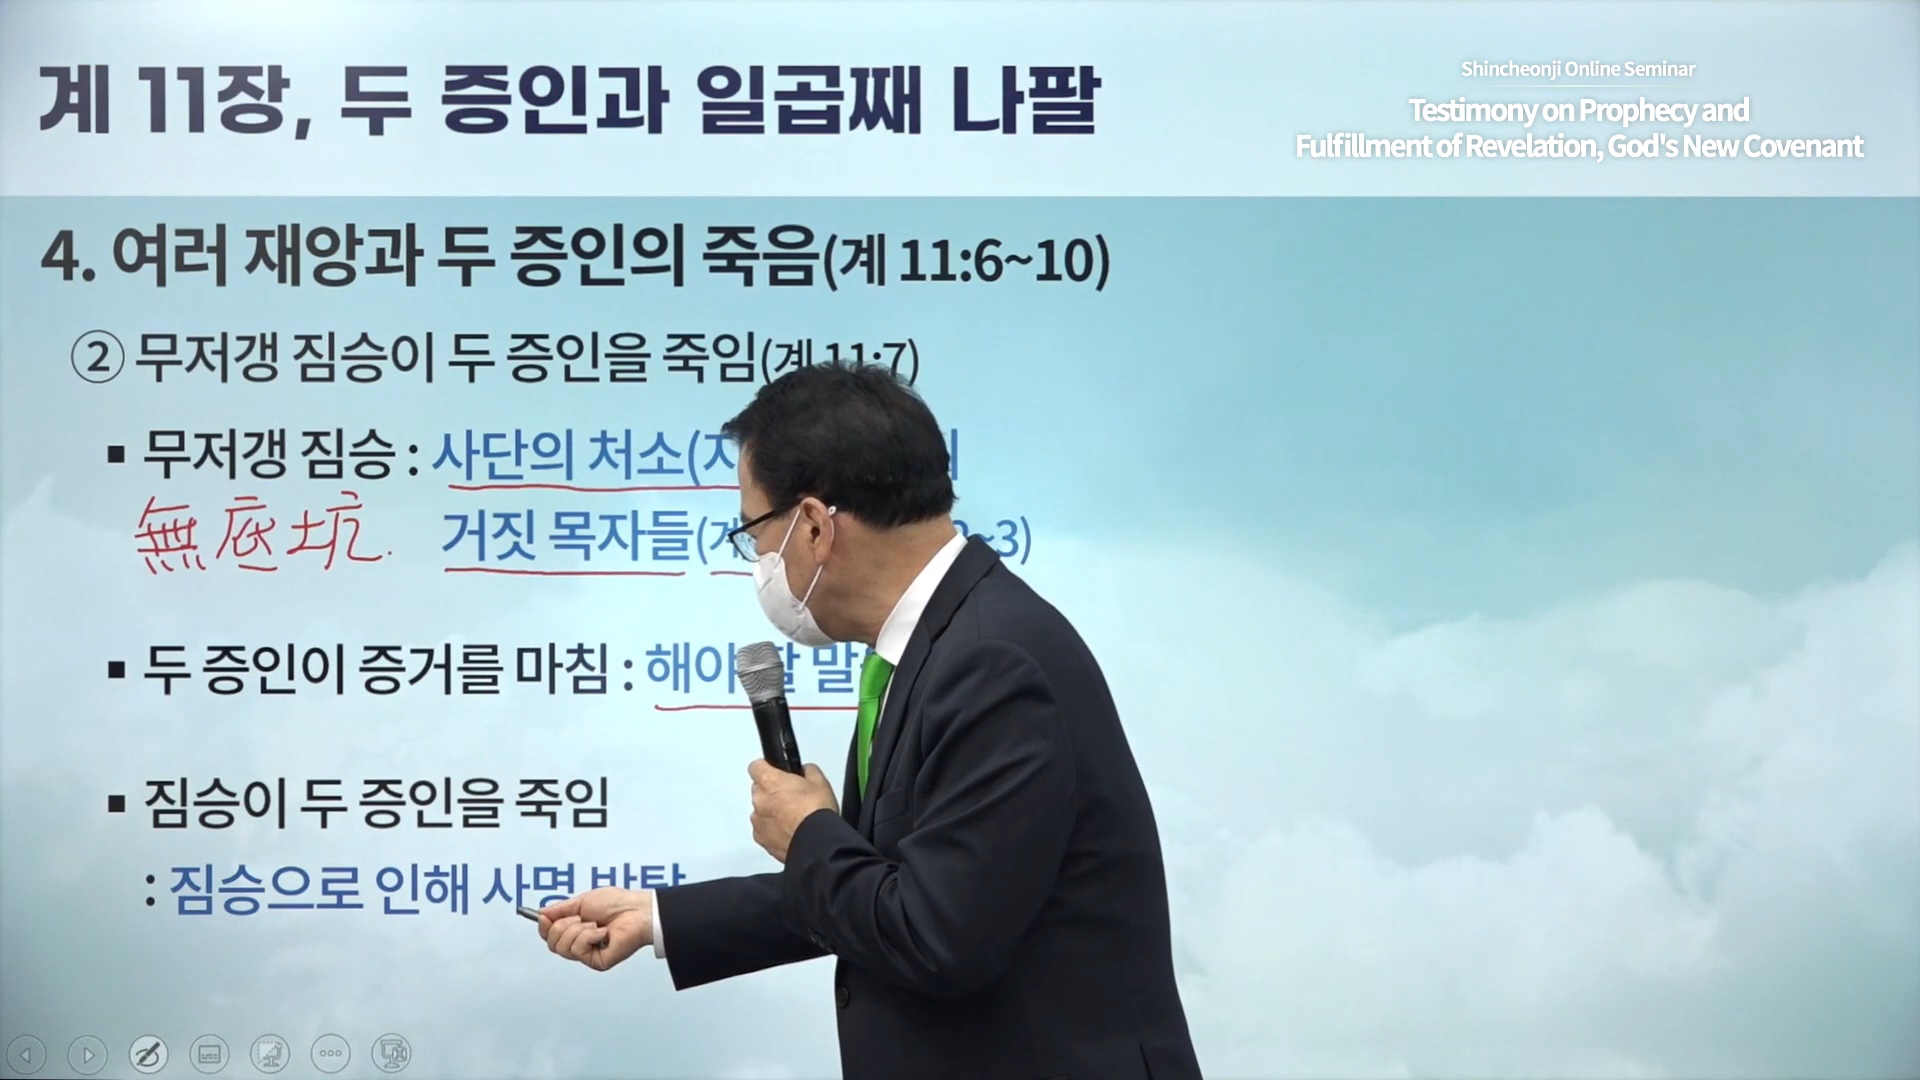 계 11장, 두 증인과 일곱째 나팔
Shincheonji Online Seminar
Testimony on Prophecy and
Fulfillment of Revelation, God's New Covenant
4. 여러 재앙과 두 증인의 죽음(계 11:6~10)
② 무저갱 짐승이 두 증인을 죽임(계 11:7)
▪ 무저갱 짐승 : 사단의 처소(
無底坑. 거짓 목자들(계 ~3)
▪ 두 증인이 증거를 마침 : 해야 할
▪ 짐승이 두 증인을 죽임
: 짐승으로 인해 사명